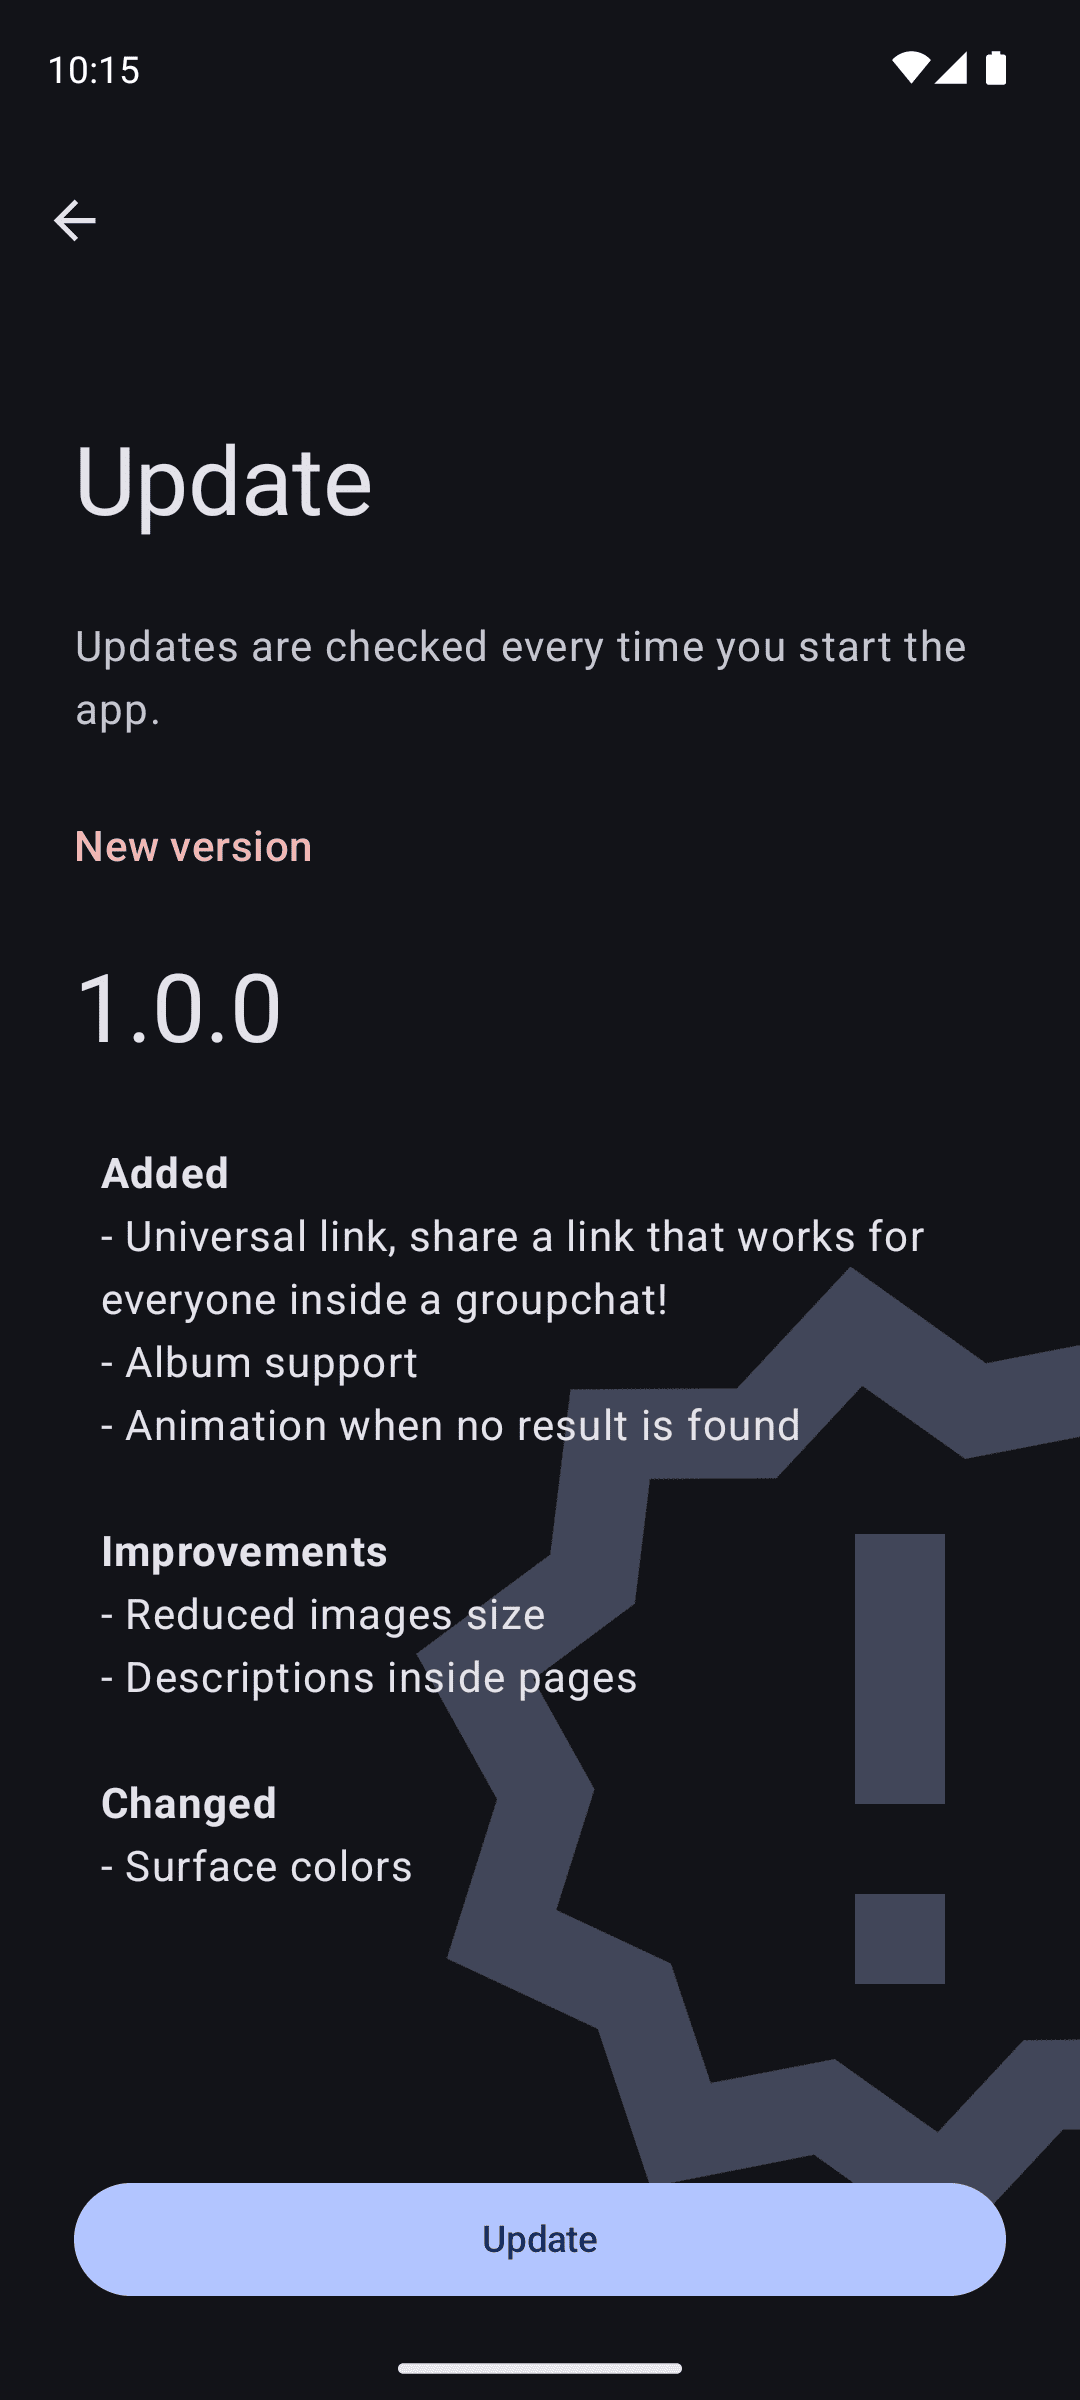 10:15
Update
Updates are checked every time you start the
app.
New version
1.0.0
Added
- Universal link, share a link that works for
everyone inside a groupchat!
- Album support
- Animation when no result is found
Improvements
- Reduced images size
- Descriptions inside pages
Changed
- Surface colors
Update